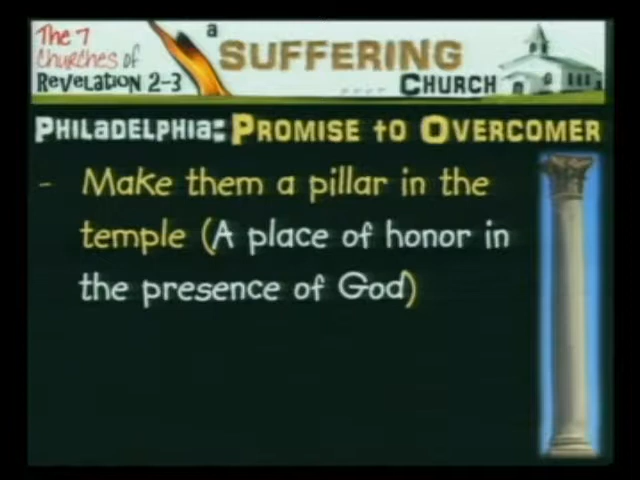 The 7
Churches of
Revelation 2-3
a
SUFFERING
CHURCH
PHILADELPHIA: PROMISE TO OVERCOMER
- Make them a pillar in the
temple (A place of honor in
the presence of God)